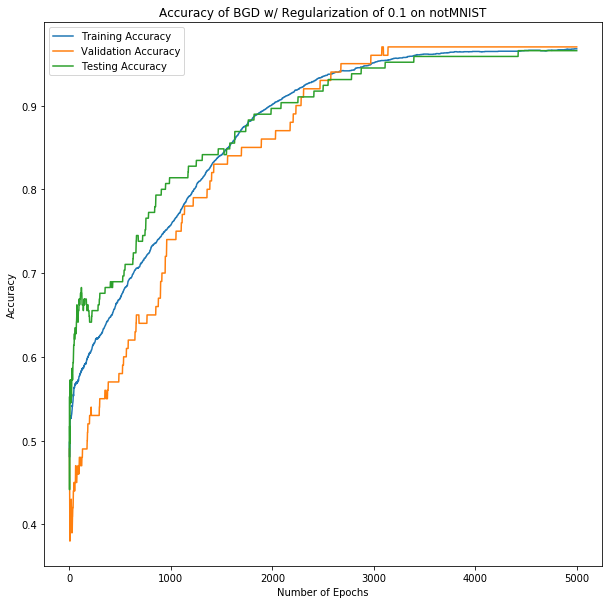 Accuracy of BGD w/ Regularization of 0.1 on notMNIST
Training Accuracy
Validation Accuracy
Testing Accuracy
Accuracy
0.9
0.8
0.7
0.6
0.5
0.4
0
1000
2000
3000
4000
5000
Number of Epochs